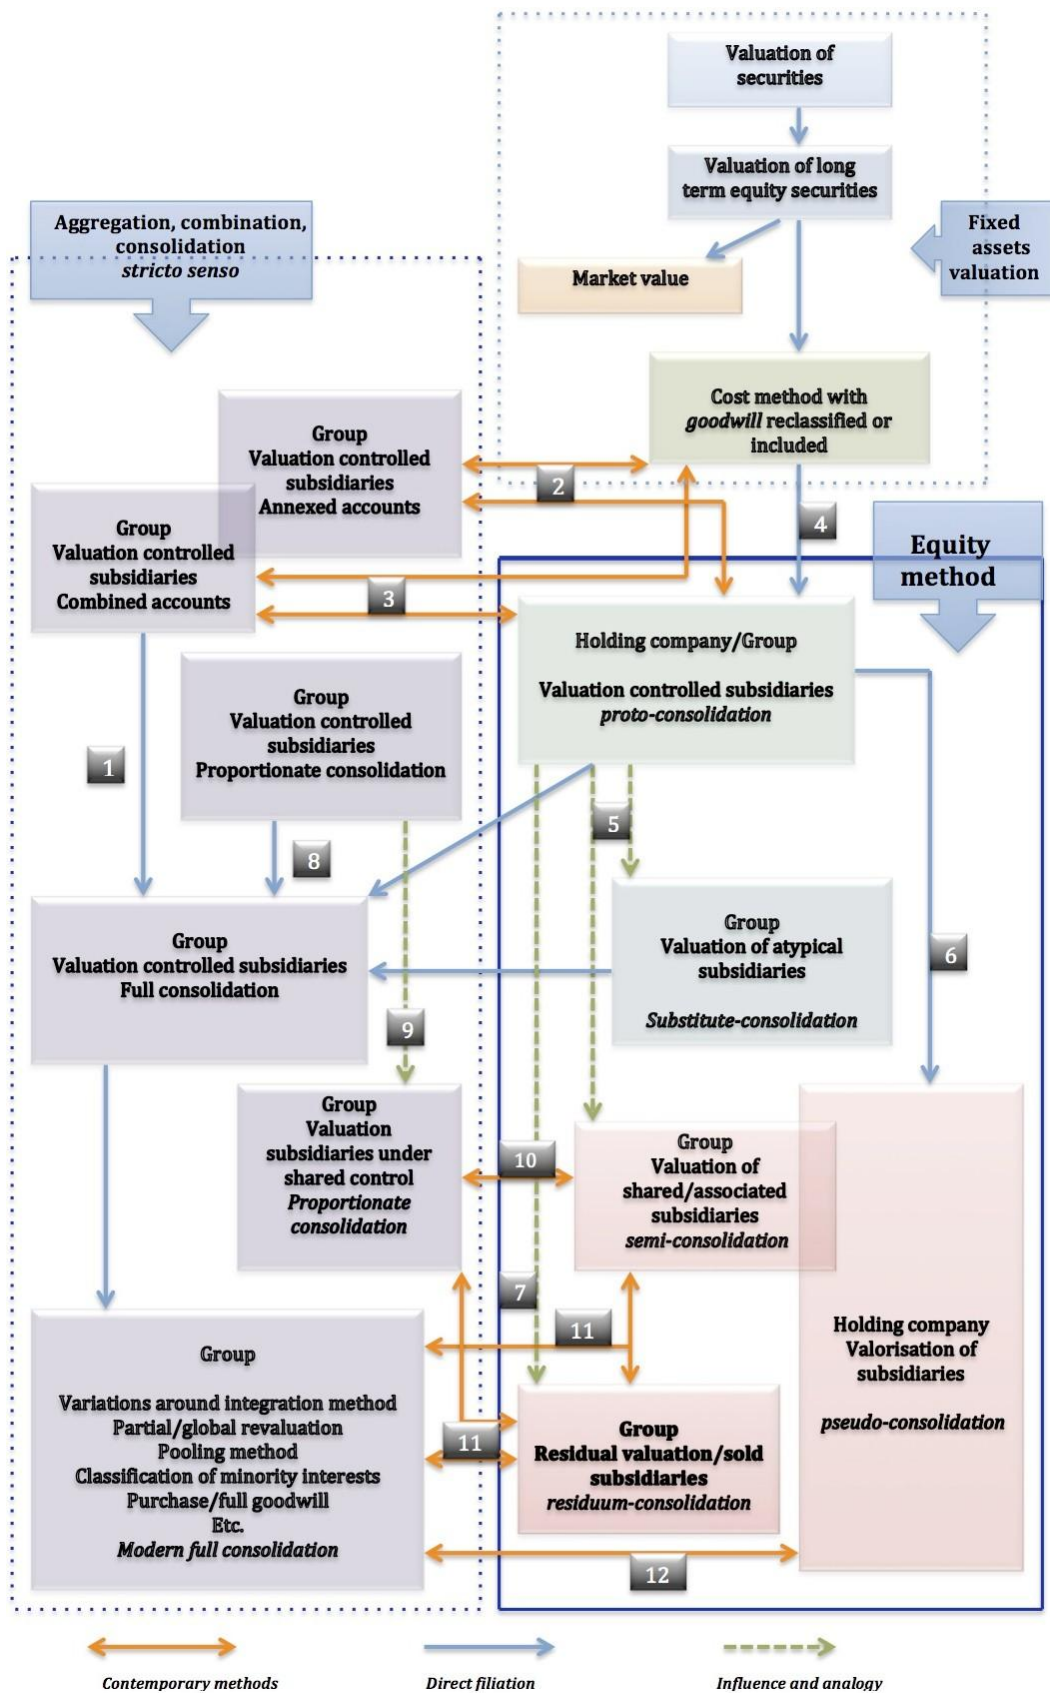 Valuation of
securities
Valuation of long
term equity securities
Aggregation, combination,
consolidation
stricto senso
Fixed
assets
valuation
Market value
Cost method with
goodwill reclassified or
included
Group
Valuation controlled
subsidiaries
Annexed accounts
2
4
Group
Valuation controlled
subsidiaries
Combined accounts
3
Equity
method
Holding company/Group
Valuation controlled subsidiaries
proto-consolidation
Group
Valuation controlled
subsidiaries
Proportionate consolidation
1
8
5
Group
Valuation of atypical
subsidiaries
Substitute-consolidation
6
Group
Valuation controlled subsidiaries
Full consolidation
9
Group
Valuation
subsidiaries under
shared control
Proportionate
consolidation
10
Group
Valuation of
shared/associated
subsidiaries
semi-consolidation
7
11
Holding company
Valorisation of
subsidiaries
pseudo-consolidation
Group
Variations around integration method
Partial/global revaluation
Pooling method
Classification of minority interests
Purchase/full goodwill
Etc.
Modern full consolidation
11
Group
Residual valuation/sold
subsidiaries
residuum-consolidation
12
Contemporary methods
Direct filiation
Influence and analogy